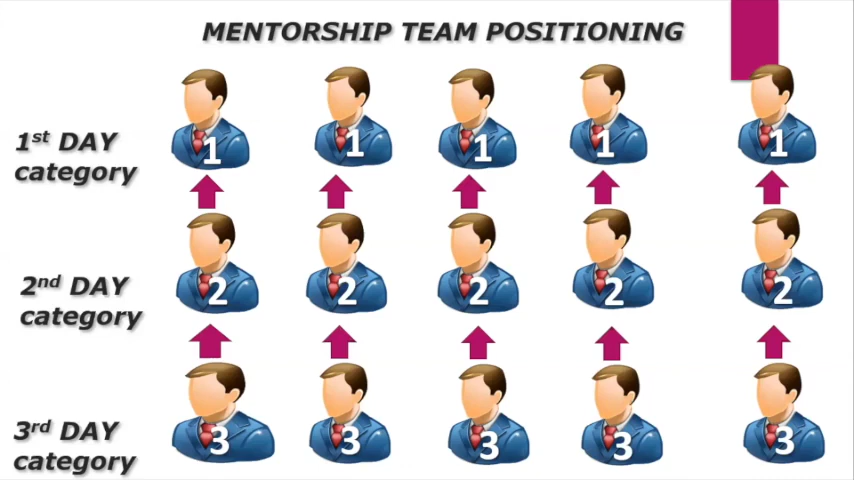 MENTORSHIP TEAM POSITIONING
1st DAY
category
1 1 1 1 1
2nd DAY
category
2 2 2 2 2
3rd DAY
category
3 3 3 3 3